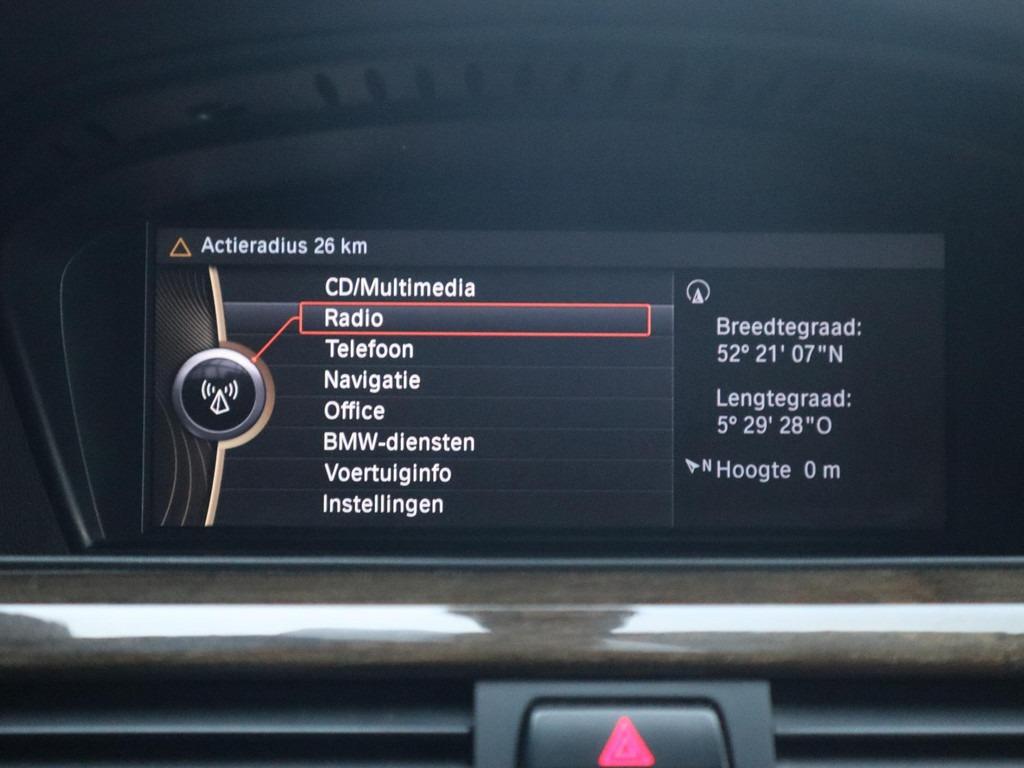 Actieradius 26 km
CD/Multimedia
Radio
Telefoon
Navigatie
Office
BMW-diensten
Voertuiginfo
Instellingen
Breedtegraad:
52° 21' 07"N
Lengtegraad:
5° 29' 28"O
N Hoogte 0 m